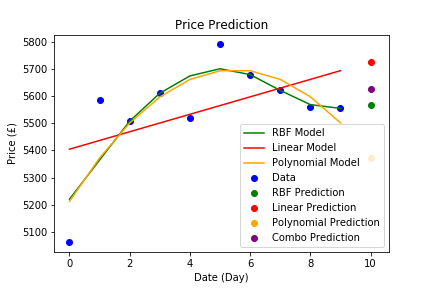 Price Prediction
5800
5700
5600
5500
5400
5300
5200
5100
Price (£)
RBF Model
Linear Model
Polynomial Model
Data
RBF Prediction
Linear Prediction
Polynomial Prediction
Combo Prediction
0 2 4 6 8 10
Date (Day)